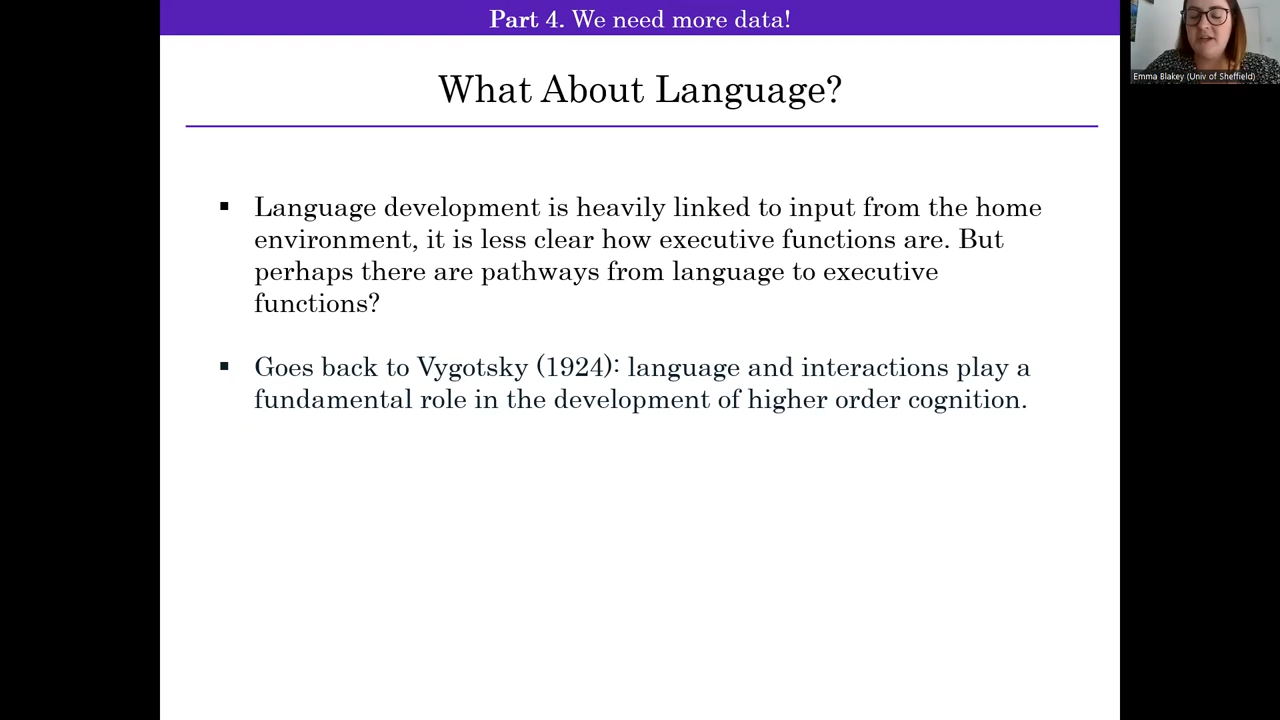 Part 4. We need more data!
Emma Blakey (Univ of Sheffield)
What About Language?
▪ Language development is heavily linked to input from the home
environment, it is less clear how executive functions are. But
perhaps there are pathways from language to executive
functions?
▪ Goes back to Vygotsky (1924): language and interactions play a
fundamental role in the development of higher order cognition.